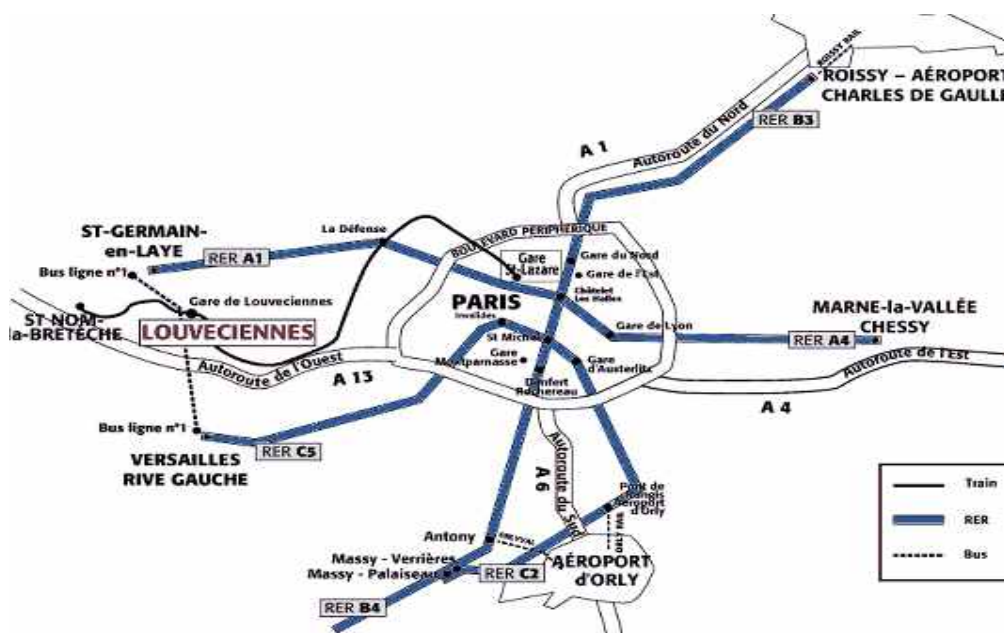 ROISSY RAIL
ROISSY – AÉROPORT
CHARLES DE GAULLE
RER B3
Autoroute du Nord
A 1
ST-GERMAIN-
en-LAYE
La Défense
BOULEVARD PERIPHERIQUE
RER A1
Bus ligne n°1
Gare
St-Lazare
Gare du Nord
Gare de l'Est
Châtelet
Les Halles
Gare de Louveciennes
PARIS
Invalides
MARNE-la-VALLÉE
CHESSY
ST NOM-
la-BRETÈCHE
LOUVECIENNES
St Michel
Gare de Lyon
RER A4
Autoroute de l'Est
Gare
Montparnasse
Gare
d'Austerlitz
Autoroute de l'Ouest
A 13
Denfert
Rochereau
A 4
Bus ligne n°1
RER C5
VERSAILLES
RIVE GAUCHE
A 6
Autoroute du Sud
Pont de
Rungis
Aéroport
d'Orly
Train
RER
Bus
Antony
ORLYVAL
ORLY RAIL
Massy - Verrières
Massy - Palaiseau
RER C2
AÉROPORT
d'ORLY
RER B4